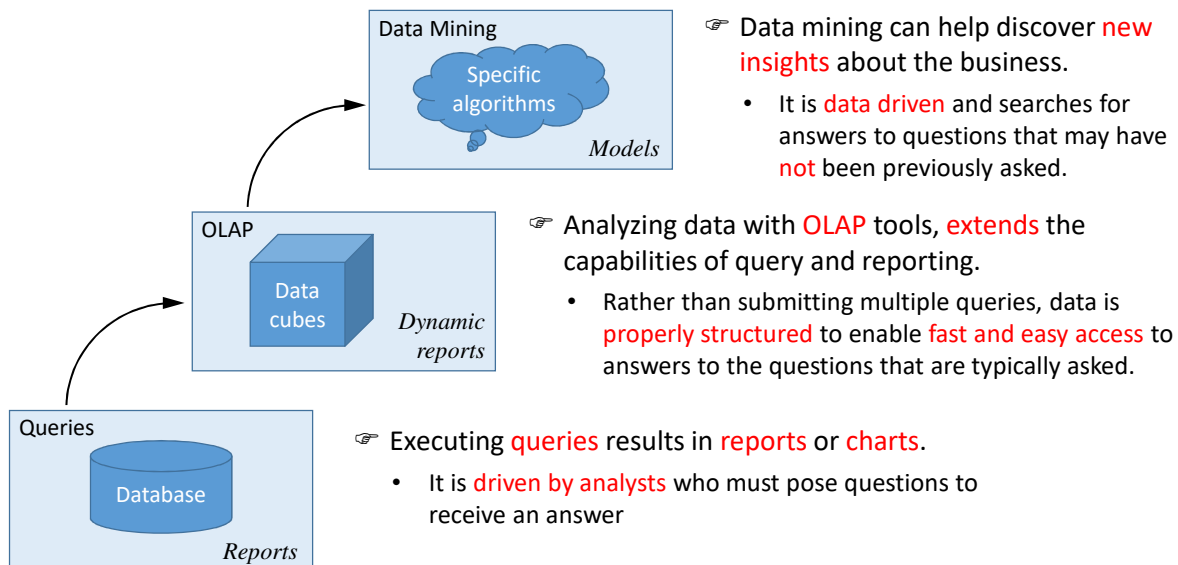 Data Mining
Specific
algorithms
Models
☞ Data mining can help discover new
insights about the business.
• It is data driven and searches for
answers to questions that may have
not been previously asked.
OLAP
Data
cubes
Dynamic
reports
☞ Analyzing data with OLAP tools, extends the
capabilities of query and reporting.
• Rather than submitting multiple queries, data is
properly structured to enable fast and easy access to
answers to the questions that are typically asked.
Queries
Database
Reports
☞ Executing queries results in reports or charts.
• It is driven by analysts who must pose questions to
receive an answer